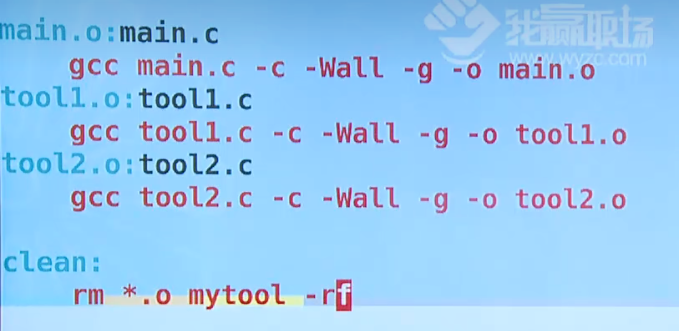 我赢职场
www.wyzc.com
main.o:main.c
    gcc main.c -c -Wall -g -o main.o
tool1.o:tool1.c
    gcc tool1.c -c -Wall -g -o tool1.o
tool2.o:tool2.c
    gcc tool2.c -c -Wall -g -o tool2.o
clean:
    rm *.o mytool -rf